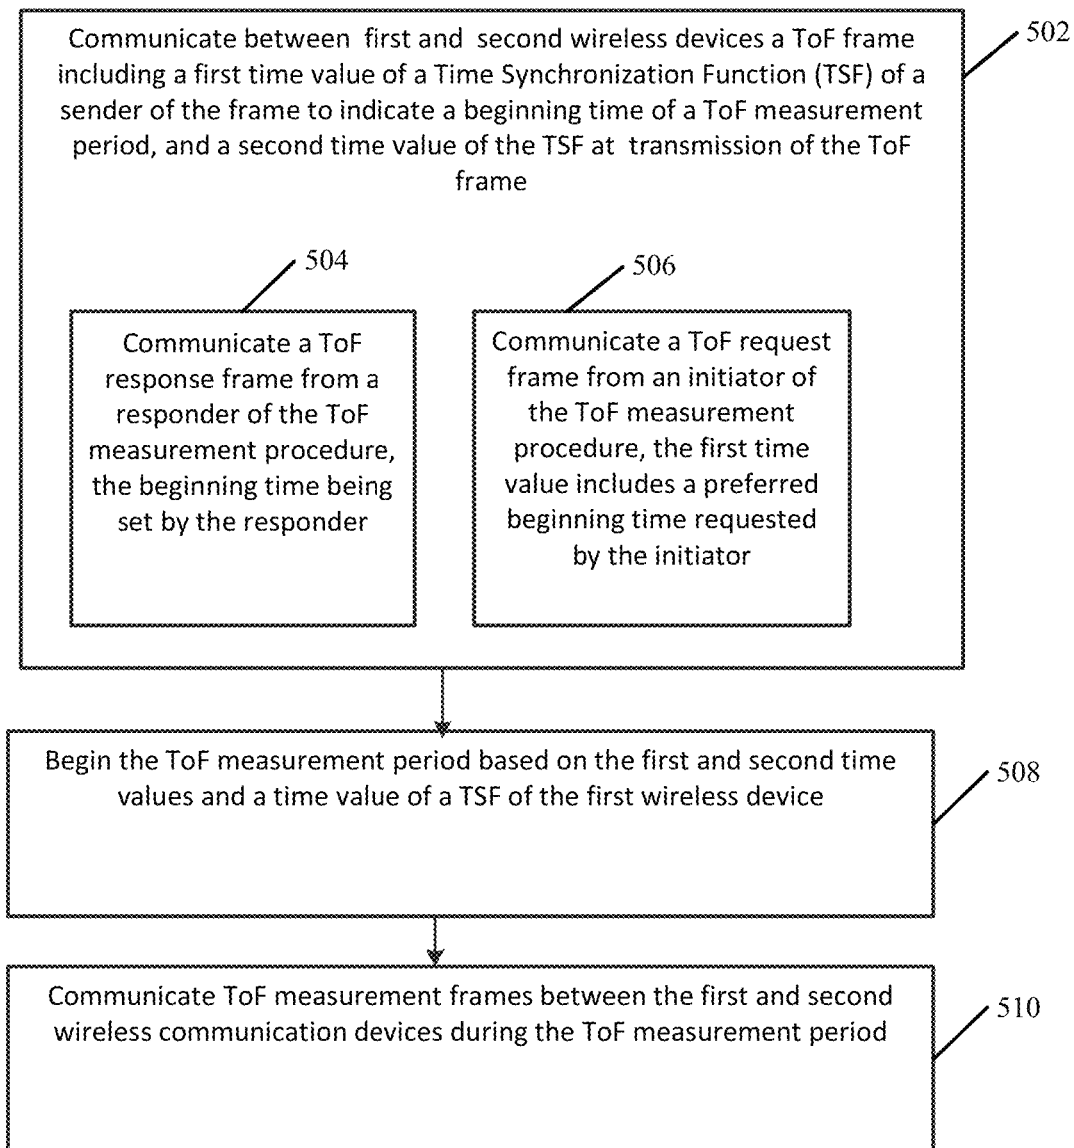 Communicate between first and second wireless devices a ToF frame
including a first time value of a Time Synchronization Function (TSF) of a
sender of the frame to indicate a beginning time of a ToF measurement
period, and a second time value of the TSF at transmission of the ToF
frame
502
504
Communicate a ToF
response frame from a
responder of the ToF
measurement procedure,
the beginning time being
set by the responder
506
Communicate a ToF request
frame from an initiator of
the ToF measurement
procedure, the first time
value includes a preferred
beginning time requested
by the initiator
Begin the ToF measurement period based on the first and second time
values and a time value of a TSF of the first wireless device
508
Communicate ToF measurement frames between the first and second
wireless communication devices during the ToF measurement period
510